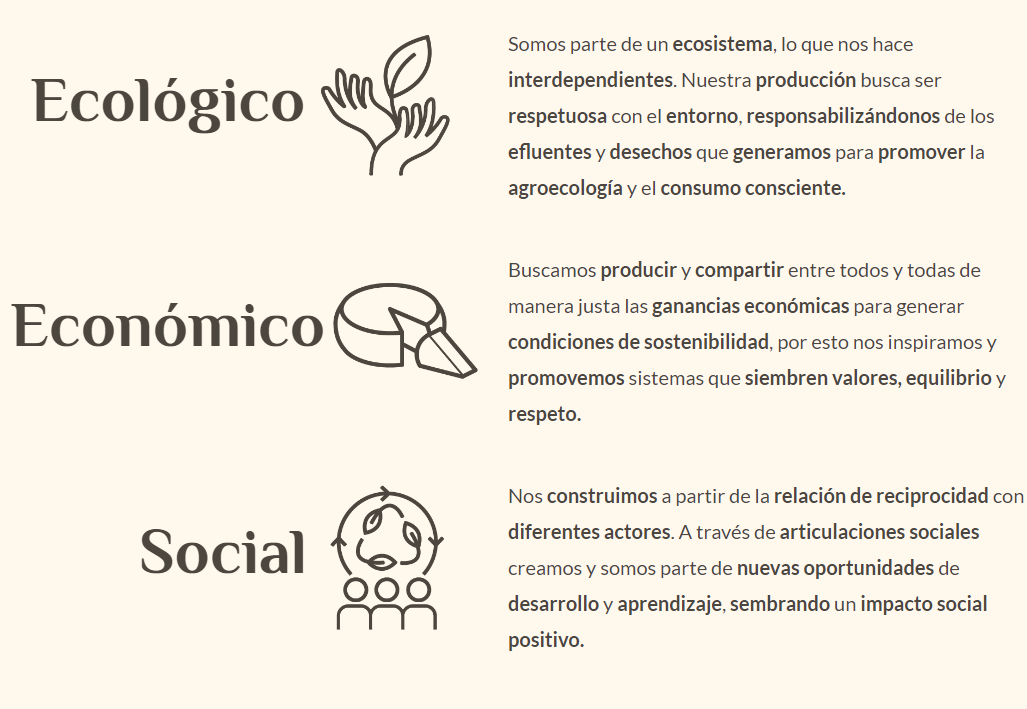 Ecológico
Somos parte de un ecosistema, lo que nos hace
interdependientes. Nuestra producción busca ser
respetuosa con el entorno, responsabilizándonos de los
efluentes y desechos que generamos para promover la
agroecología y el consumo consciente.
Económico
Buscamos producir y compartir entre todos y todas de
manera justa las ganancias económicas para generar
condiciones de sostenibilidad, por esto nos inspiramos y
promovemos sistemas que siembren valores, equilibrio y
respeto.
Social
Nos construimos a partir de la relación de reciprocidad con
diferentes actores. A través de articulaciones sociales
creamos y somos parte de nuevas oportunidades de
desarrollo y aprendizaje, sembrando un impacto social
positivo.